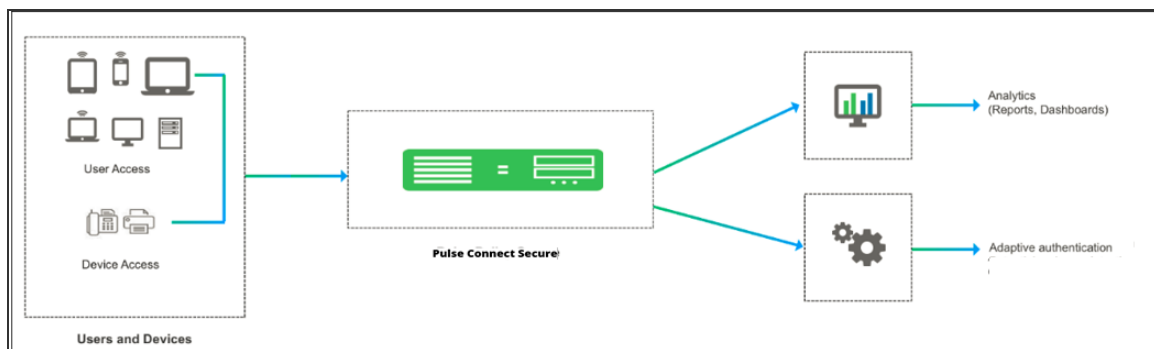 User Access
Device Access
Users and Devices
Pulse Connect Secure
Analytics
(Reports, Dashboards)
Adaptive authentication